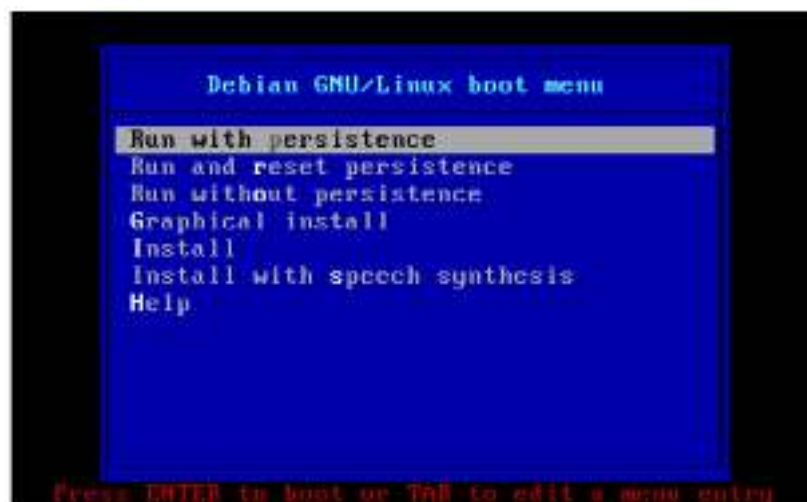 Debian GNU/Linux boot menu
Run with persistence
Run and reset persistence
Run without persistence
Graphical install
Install
Install with speech synthesis
Help
Press ENTER to boot or TAB to edit a menu entry